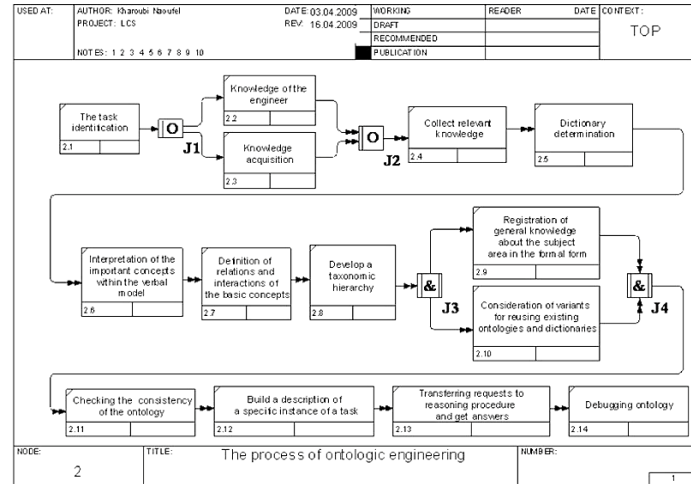 USED AT:
AUTHOR: Kharoubi Naoufel
DATE: 03.04.2009
WORKING
READER
DATE
CONTEXT:
PROJECT: LCS
REV: 16.04.2009
DRAFT
TOP
RECOMMENDED
NOTES: 1 2 3 4 5 6 7 8 9 10
PUBLICATION
The task
identification
2.1
O
J1
Knowledge of the
engineer
2.2
Knowledge
acquisition
2.3
O
J2
Collect relevant
knowledge
2.4
Dictionary
determination
2.5
Interpretation of the
important concepts
within the verbal
model
2.6
Definition of
relations and
interactions of
the basic concepts
2.7
Develop a
taxonomic
hierarchy
2.8
&
J3
Registration of
general knowledge
about the subject
area in the formal form
2.9
Consideration of variants
for reusing existing
ontologies and dictionaries
2.10
&
J4
Checking the consistency
of the ontology
2.11
Build a description of
a specific instance of a task
2.12
Transferring requests to
reasoning procedure
and get answers
2.13
Debugging ontology
2.14
NODE:
2
TITLE:
The process of ontologic engineering
NUMBER:
1